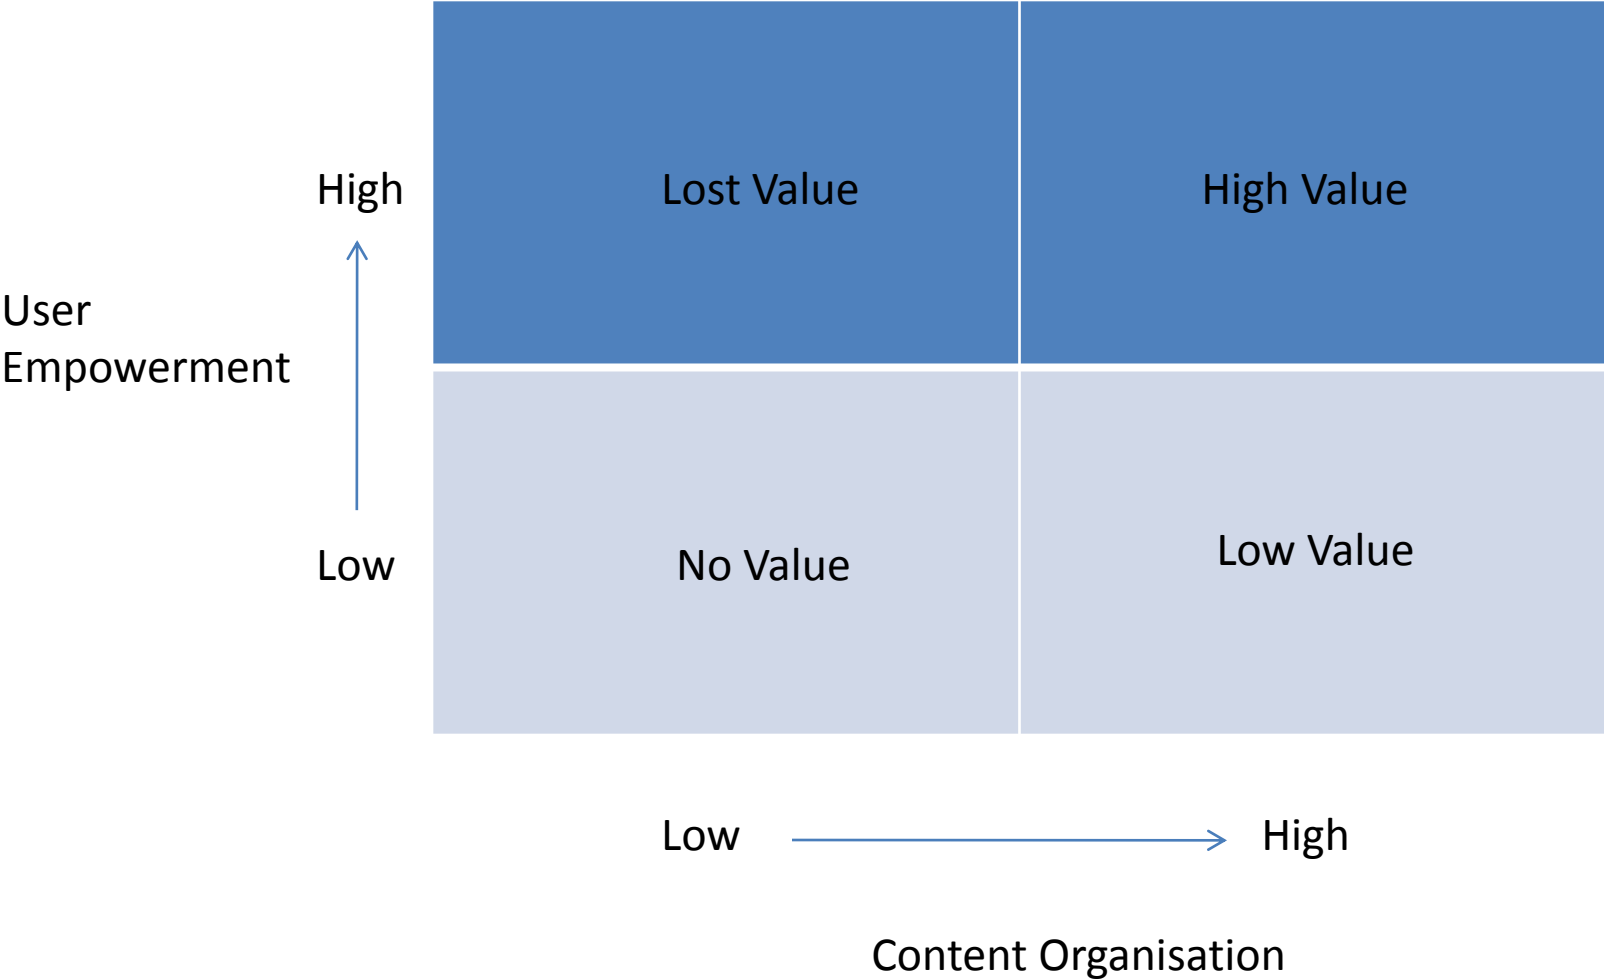 High
Lost Value
High Value
User
Empowerment
Low
No Value
Low Value
Low
High
Content Organisation